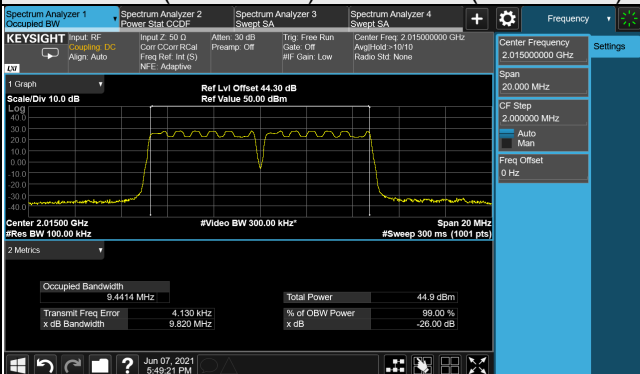 Spectrum Analyzer 1
Occupied BW
Spectrum Analyzer 2
Power Stat CCDF
Spectrum Analyzer 3
Swept SA
Spectrum Analyzer 4
Swept SA
+
Frequency
KEYSIGHT
LXI
Input: RF
Coupling: DC
Align: Auto
Input Z: 50 Ω
Corr CCorr RCal
Freq Ref: Int (S)
NFE: Adaptive
Atten: 30 dB
Preamp: Off
Trig: Free Run
Gate: Off
#IF Gain: Low
Center Freq: 2.015000000 GHz
Avg|Hold:>10/10
Radio Std: None
Center Frequency
2.015000000 GHz
Settings
Span
20.000 MHz
CF Step
2.000000 MHz
Auto
Man
Freq Offset
0 Hz
1 Graph
Scale/Div 10.0 dB
Ref Lvl Offset 44.30 dB
Ref Value 50.00 dBm
Log
40.0
30.0
20.0
10.0
0.00
-10.0
-20.0
-30.0
-40.0
Center 2.01500 GHz
#Video BW 300.00 kHz*
Span 20 MHz
#Res BW 100.00 kHz
#Sweep 300 ms (1001 pts)
2 Metrics
Occupied Bandwidth
9.4414 MHz
Total Power 44.9 dBm
Transmit Freq Error 4.130 kHz
% of OBW Power 99.00 %
x dB Bandwidth 9.820 MHz
x dB -26.00 dB
?
Jun 07, 2021
5:49:21 PM